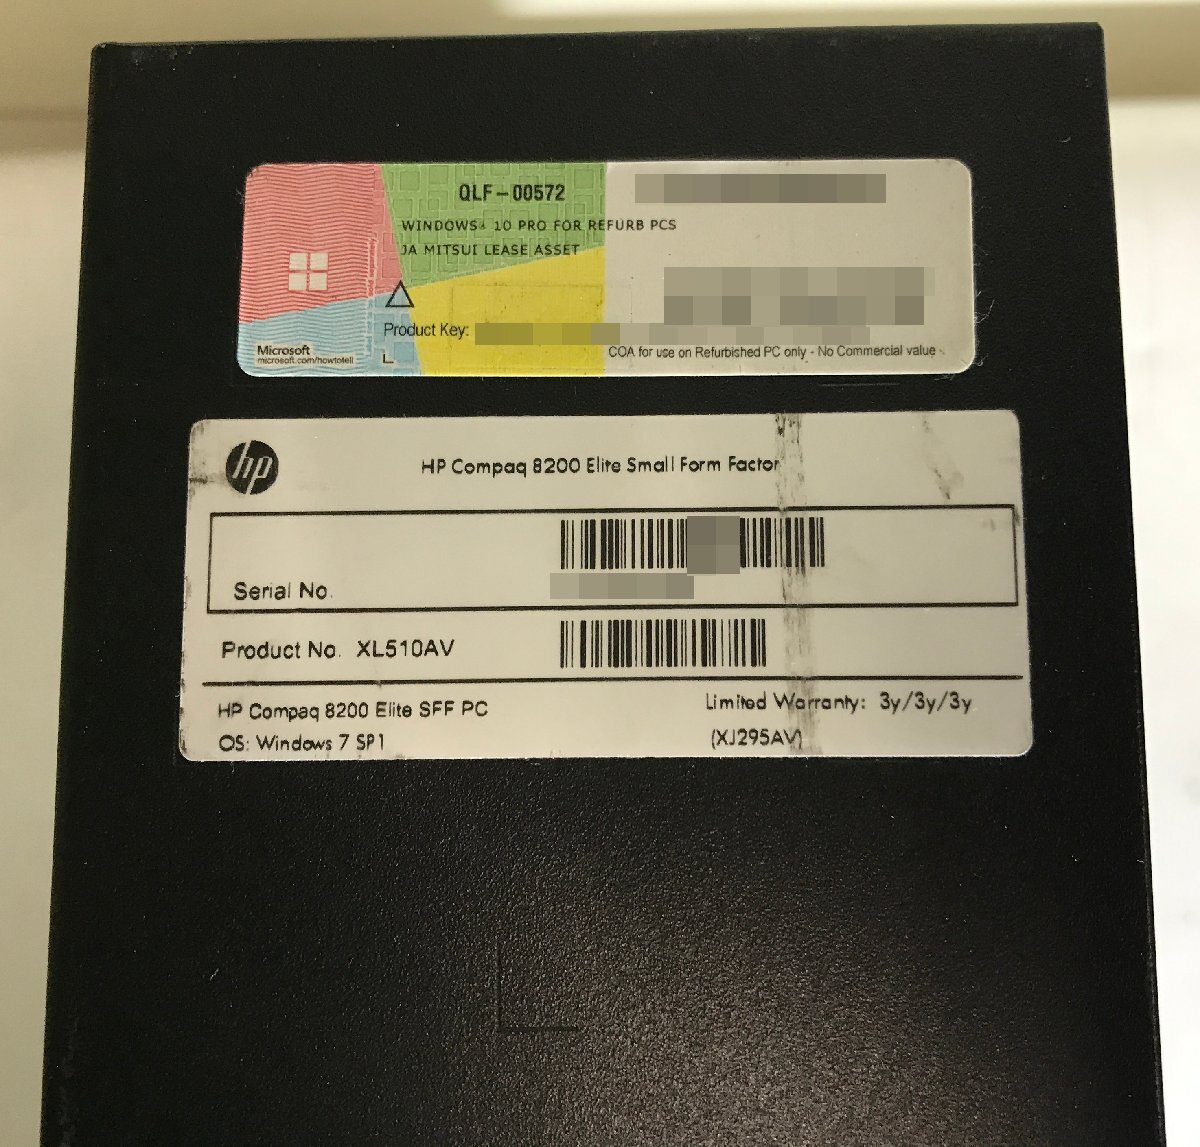 QLF-00572
WINDOWS® 10 PRO FOR REFURB PCS
JA MITSUI LEASE ASSET
Product Key:
Microsoft
microsoft.com/howtotell
COA for use on Refurbished PC only - No Commercial value
hp
HP Compaq 8200 Elite Small Form Factor
Serial No.
Product No. XL510AV
HP Compaq 8200 Elite SFF PC
Limited Warranty: 3y/3y/3y
OS: Windows 7 SP1
(XJ295AV)